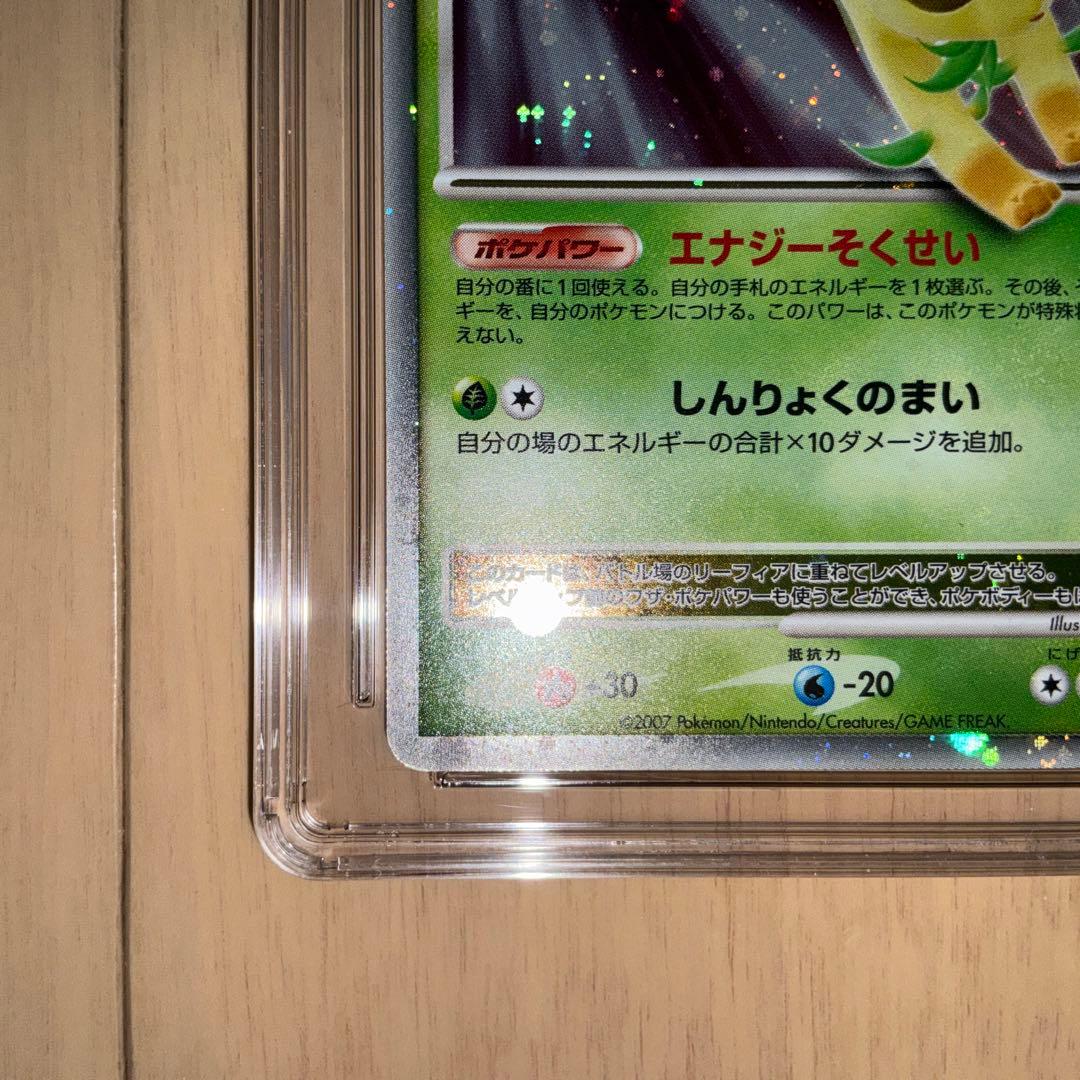 ポケパワー エナジーそくせい
自分の番に1回使える。自分の手札のエネルギーを1枚選ぶ。その後、
ギーを、自分のポケモンにつける。このパワーは、このポケモンが特殊
えない。
しんりょくのまい
自分の場のエネルギーの合計×10ダメージを追加。
このカードは、バトル場のリーフィアに重ねてレベルアップさせる。
ワザ・ポケパワーも使うことができ、ポケボディーも
Illus
抵抗力
にげ
+30 -20
©2007 Pokémon/Nintendo/Creatures/GAME FREAK.